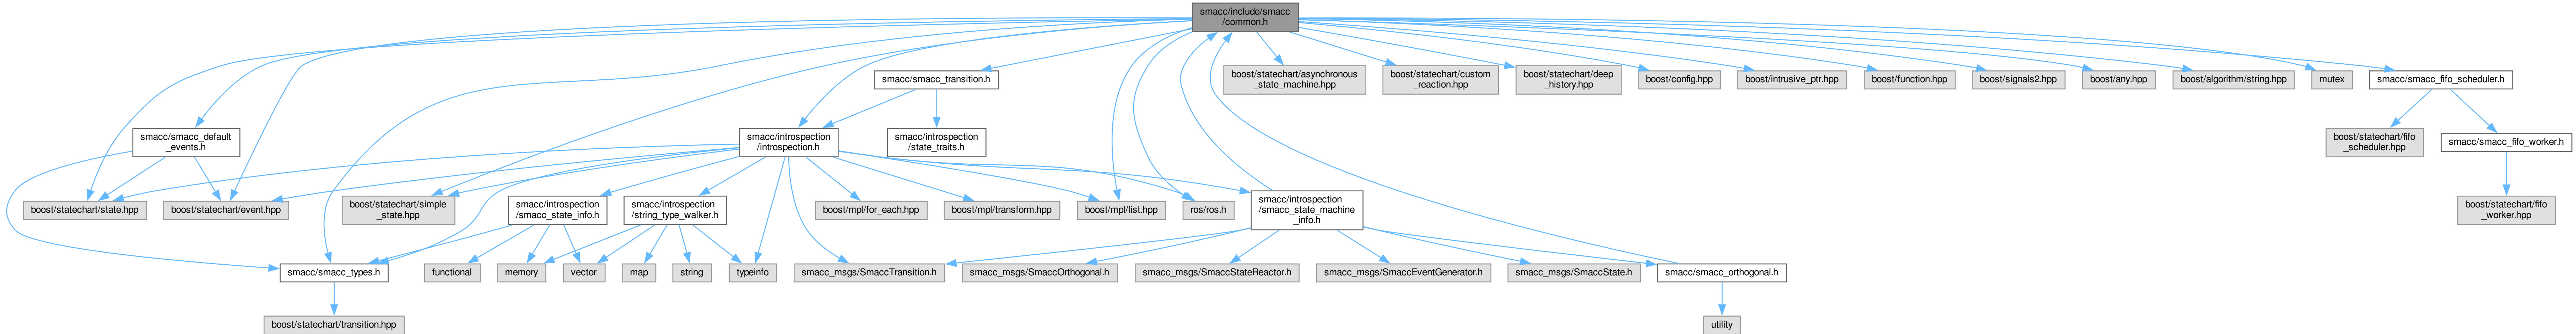 smacc/include/smacc
/common.h
smacc/smacc_transition.h
boost/statechart/asynchronous
_state_machine.hpp
boost/statechart/custom
_reaction.hpp
boost/statechart/deep
_history.hpp
boost/config.hpp
boost/intrusive_ptr.hpp
boost/function.hpp
boost/signals2.hpp
boost/any.hpp
boost/algorithm/string.hpp
mutex
smacc/smacc_fifo_scheduler.h
smacc/smacc_default
_events.h
smacc/introspection
/introspection.h
smacc/introspection
/state_traits.h
boost/statechart/fifo
_scheduler.hpp
smacc/smacc_fifo_worker.h
boost/statechart/state.hpp
boost/statechart/event.hpp
boost/statechart/simple
_state.hpp
smacc/introspection
/smacc_state_info.h
smacc/introspection
/string_type_walker.h
boost/mpl/for_each.hpp
boost/mpl/transform.hpp
boost/mpl/list.hpp
ros/ros.h
smacc/introspection
/smacc_state_machine
_info.h
boost/statechart/fifo
_worker.hpp
smacc/smacc_types.h
functional
memory
vector
map
string
typeinfo
smacc_msgs/SmaccTransition.h
smacc_msgs/SmaccOrthogonal.h
smacc_msgs/SmaccStateReactor.h
smacc_msgs/SmaccEventGenerator.h
smacc_msgs/SmaccState.h
smacc/smacc_orthogonal.h
boost/statechart/transition.hpp
utility